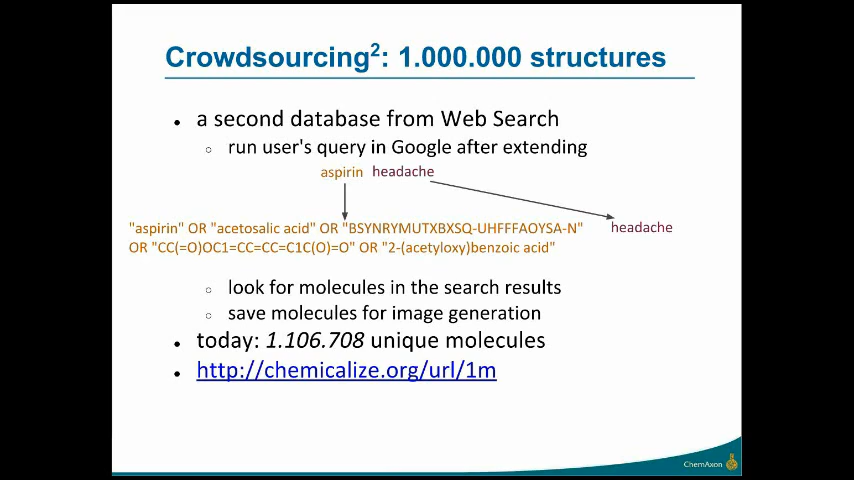 Crowdsourcing²: 1.000.000 structures
• a second database from Web Search
○ run user's query in Google after extending
aspirin headache
"aspirin" OR "acetosalic acid" OR "BSYNRYMUTXBXSQ-UHFFFAOYSA-N" headache
OR "CC(=O)OC1=CC=CC=C1C(O)=O" OR "2-(acetyloxy)benzoic acid"
○ look for molecules in the search results
○ save molecules for image generation
• today: 1.106.708 unique molecules
• http://chemicalize.org/url/1m
ChemAxon